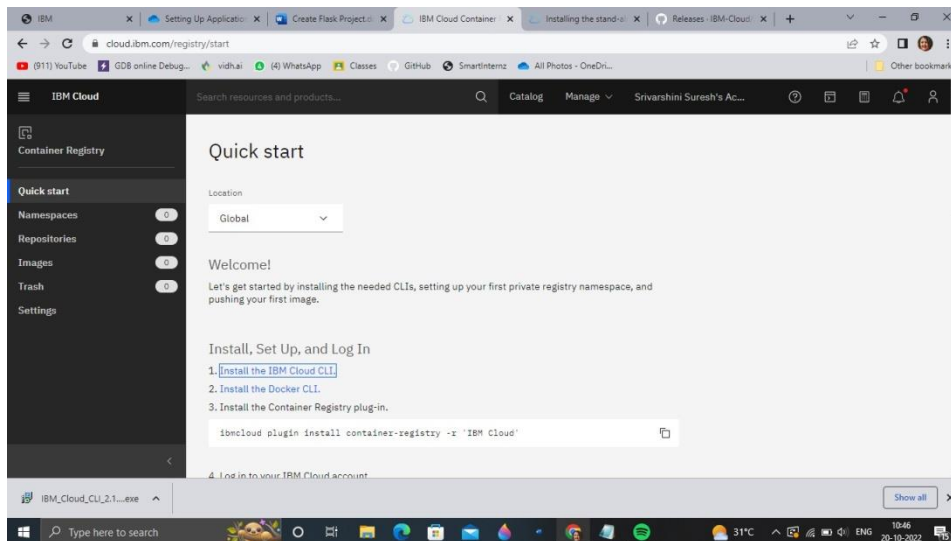 IBM
Setting Up Applicatio
Create Flask Project.d
IBM Cloud Container
Installing the stand-al
Releases · IBM-Cloud/
cloud.ibm.com/registry/start
(911) YouTube
GDB online Debug...
vidh.ai
(4) WhatsApp
Classes
GitHub
SmartInternz
All Photos - OneDri...
Other bookmark
IBM Cloud
Search resources and products...
Catalog
Manage
Srivarshini Suresh's Ac...
Container Registry
Quick start
Namespaces 0
Repositories 0
Images 0
Trash 0
Settings
Quick start
Location
Global
Welcome!
Let's get started by installing the needed CLIs, setting up your first private registry namespace, and
pushing your first image.
Install, Set Up, and Log In
1. Install the IBM Cloud CLI.
2. Install the Docker CLI.
3. Install the Container Registry plug-in.
ibmcloud plugin install container-registry -r 'IBM Cloud'
4. Log in to your IBM Cloud account
IBM_Cloud_CLI_2.1....exe
Show all
Type here to search
31°C
ENG
10:46
20-10-2022